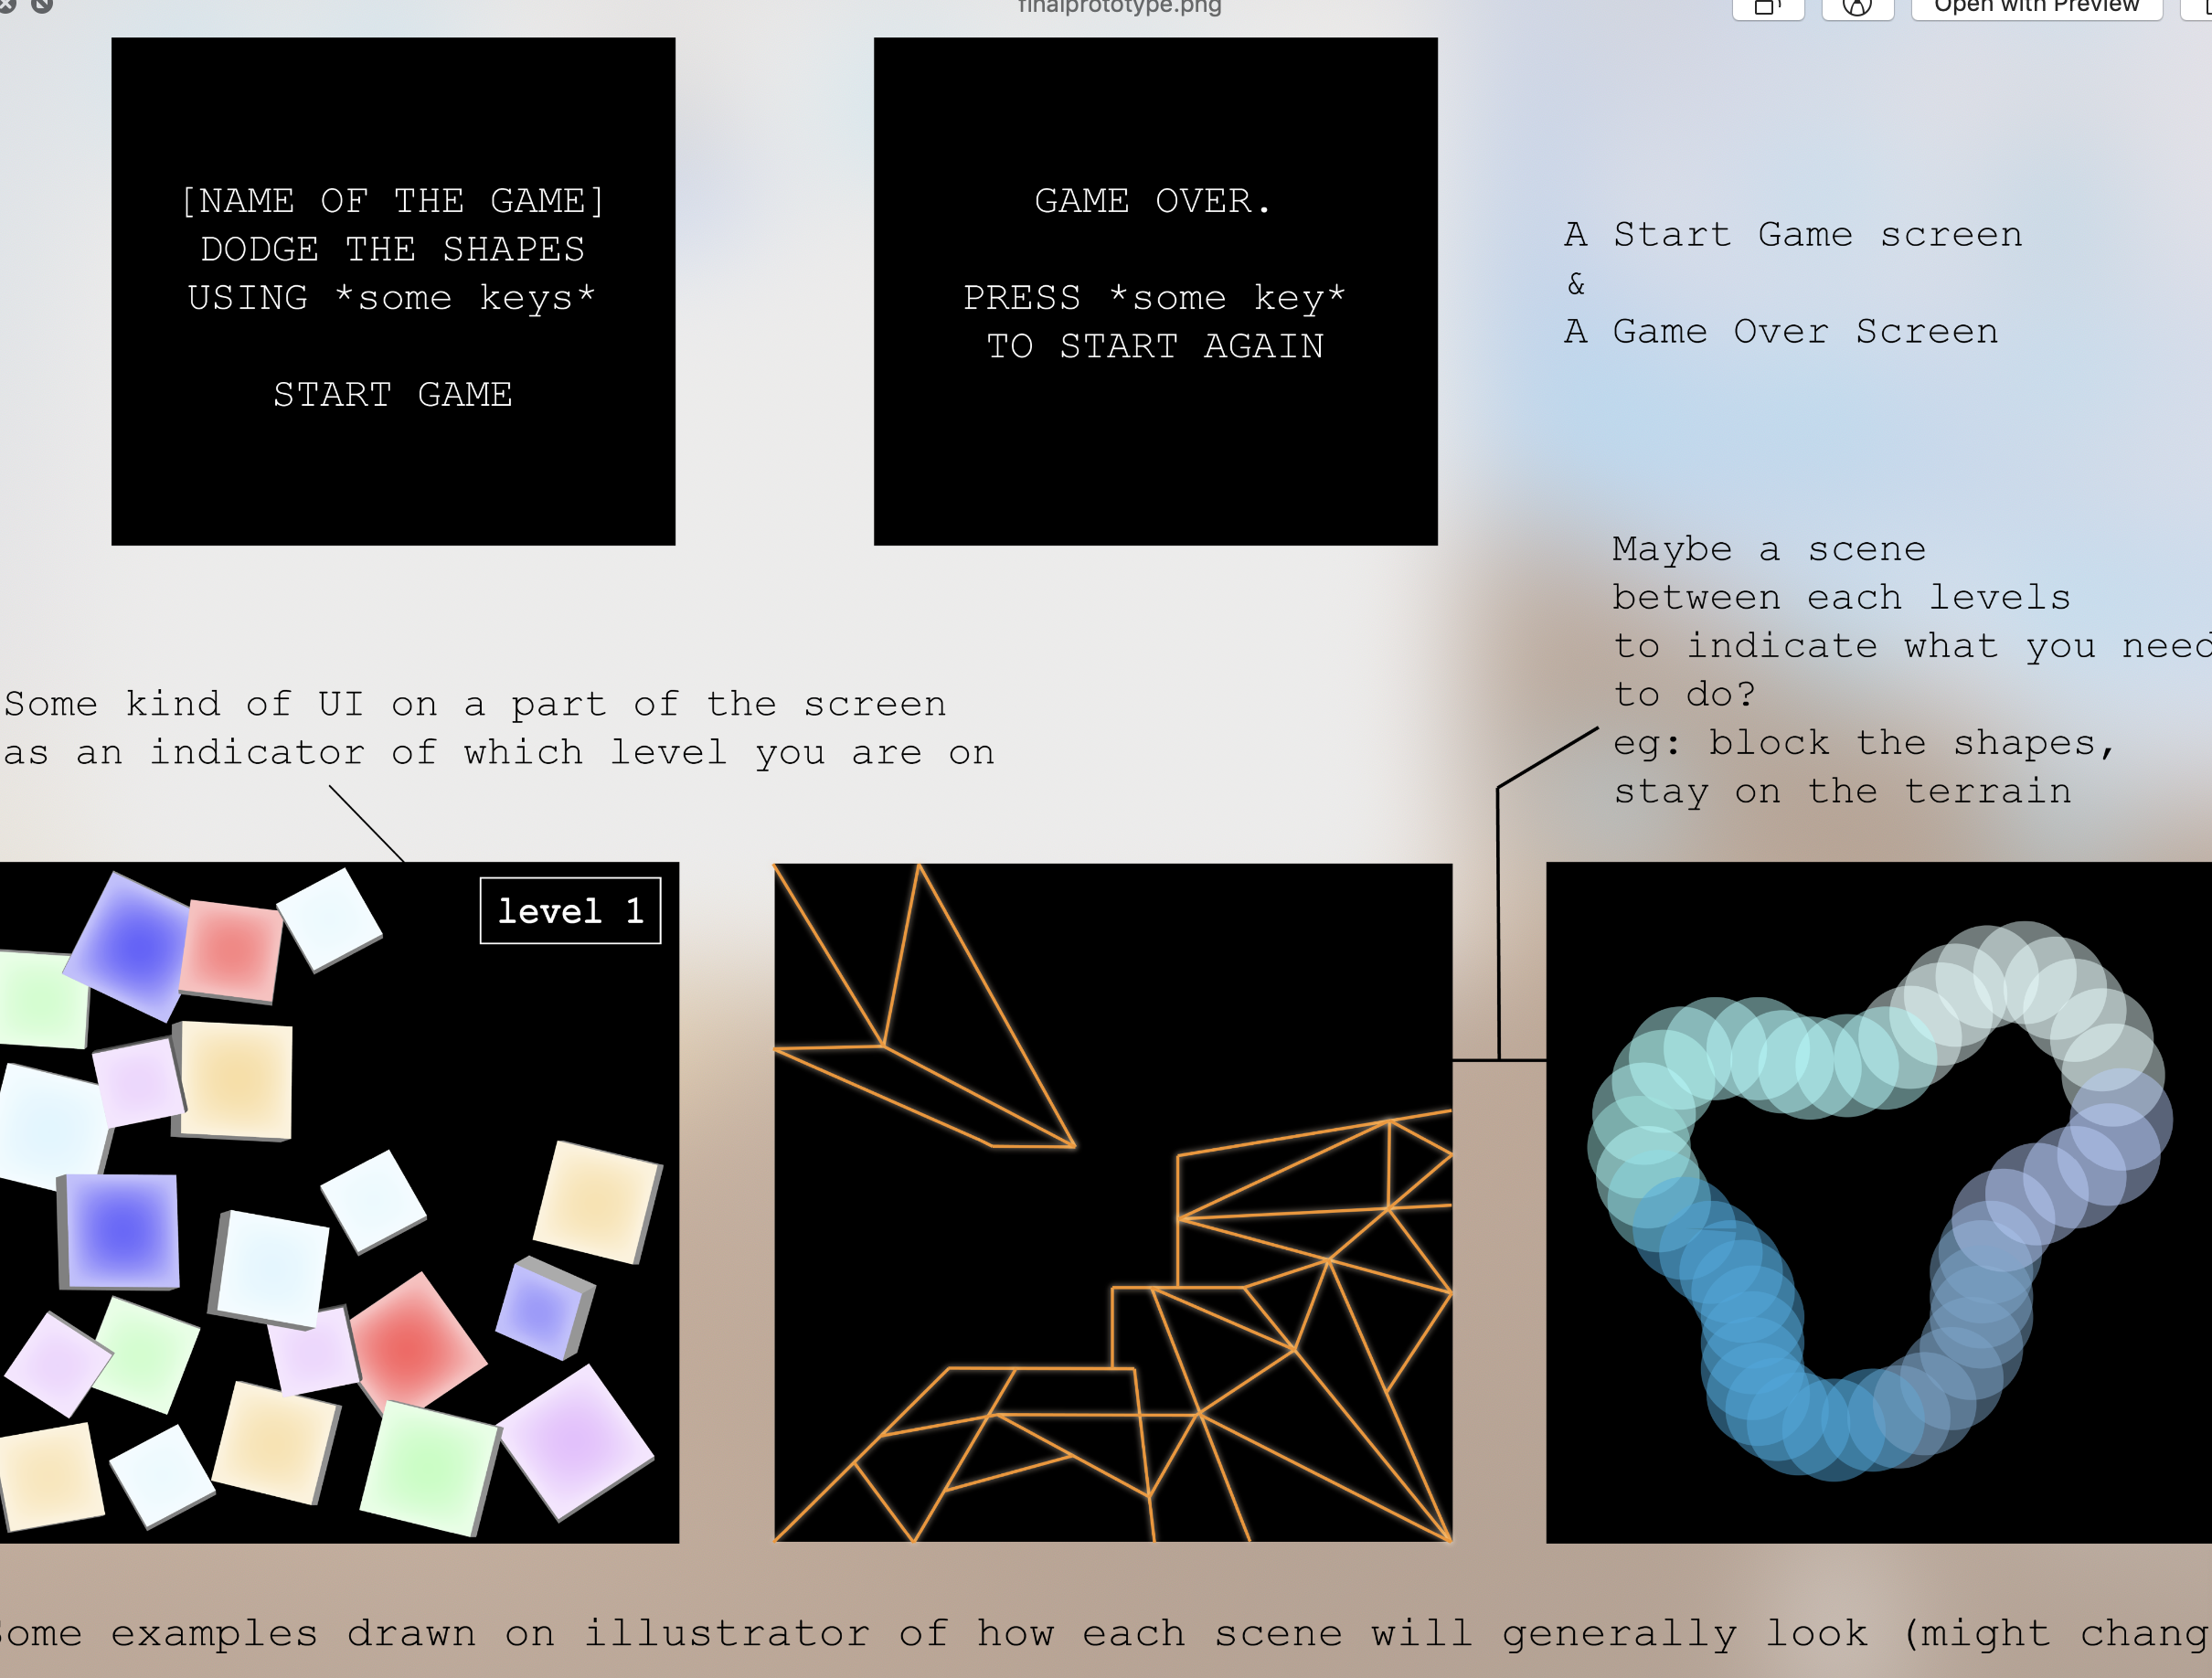 finalprototype.png
Open with Preview
[NAME OF THE GAME]
DODGE THE SHAPES
USING *some keys*
START GAME
GAME OVER.
PRESS *some key*
TO START AGAIN
A Start Game screen
&
A Game Over Screen
Maybe a scene
between each levels
to indicate what you need
to do?
eg: block the shapes,
stay on the terrain
Some kind of UI on a part of the screen
as an indicator of which level you are on
level 1
Some examples drawn on illustrator of how each scene will generally look (might chang